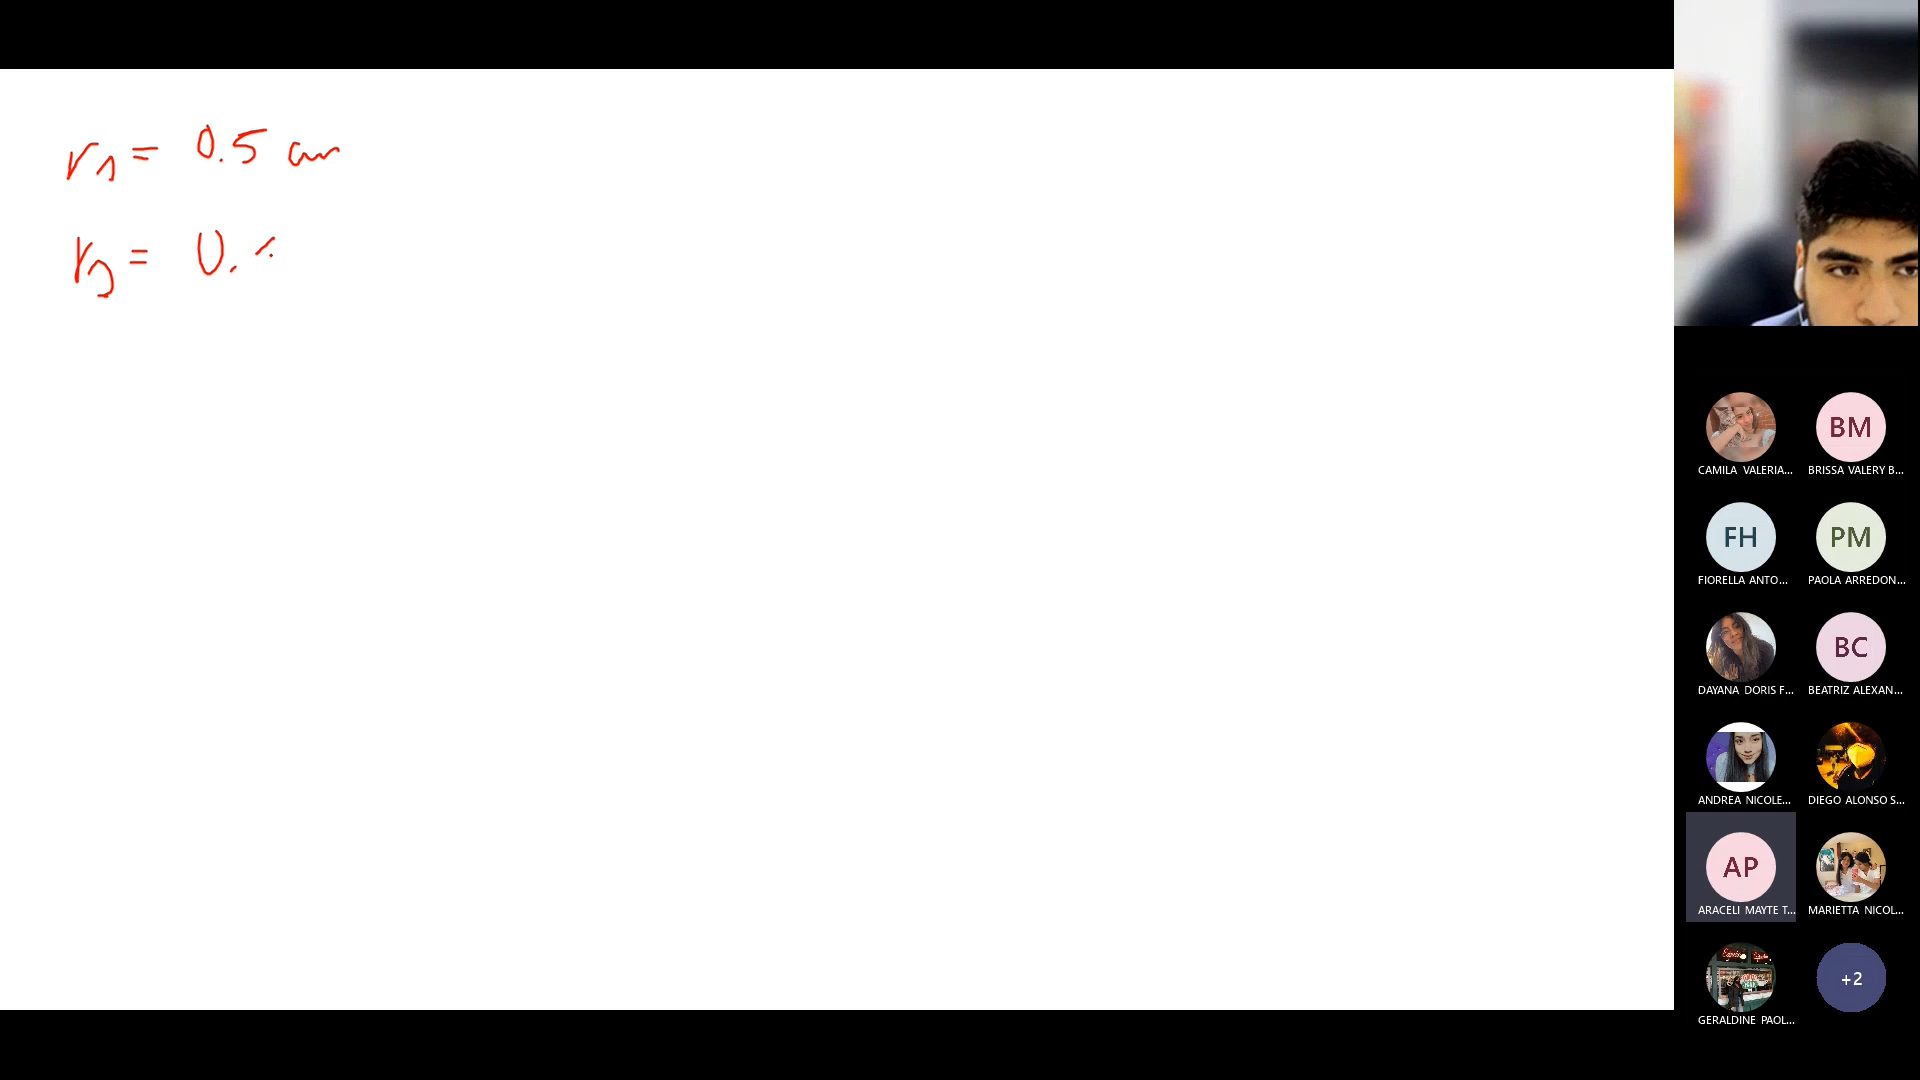 r1 = 0.5 cm
r2 = 0.
CAMILA VALERIA...
BM
BRISSA VALERY B...
FH
FIORELLA ANTO...
PM
PAOLA ARREDON...
DAYANA DORIS F...
BC
BEATRIZ ALEXAN...
ANDREA NICOLE...
DIEGO ALONSO S...
AP
ARACELI MAYTE T...
MARIETTA NICOL...
GERALDINE PAOL...
+2